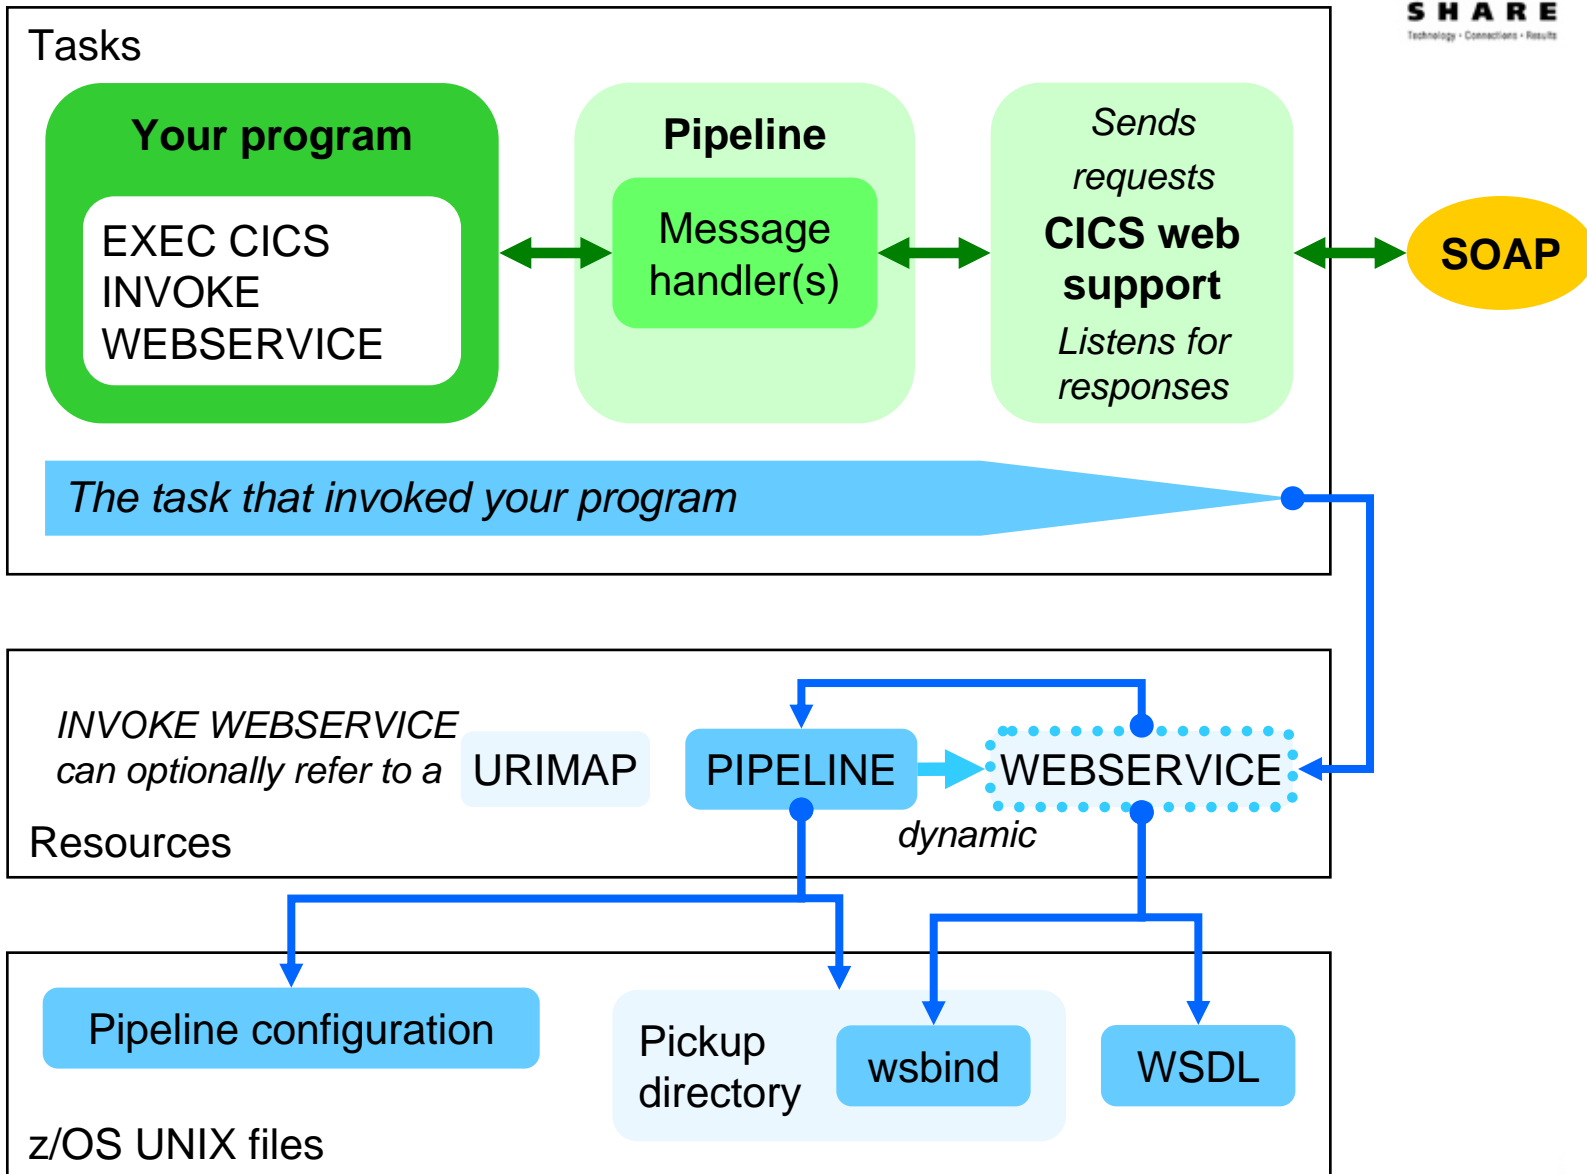 S H A R E
Technology · Connections · Results
Tasks
Your program
EXEC CICS
INVOKE
WEBSERVICE
Pipeline
Message
handler(s)
Sends
requests
CICS web
support
Listens for
responses
SOAP
The task that invoked your program
INVOKE WEBSERVICE
can optionally refer to a
URIMAP
PIPELINE
WEBSERVICE
dynamic
Resources
Pipeline configuration
Pickup
directory
wsbind
WSDL
z/OS UNIX files